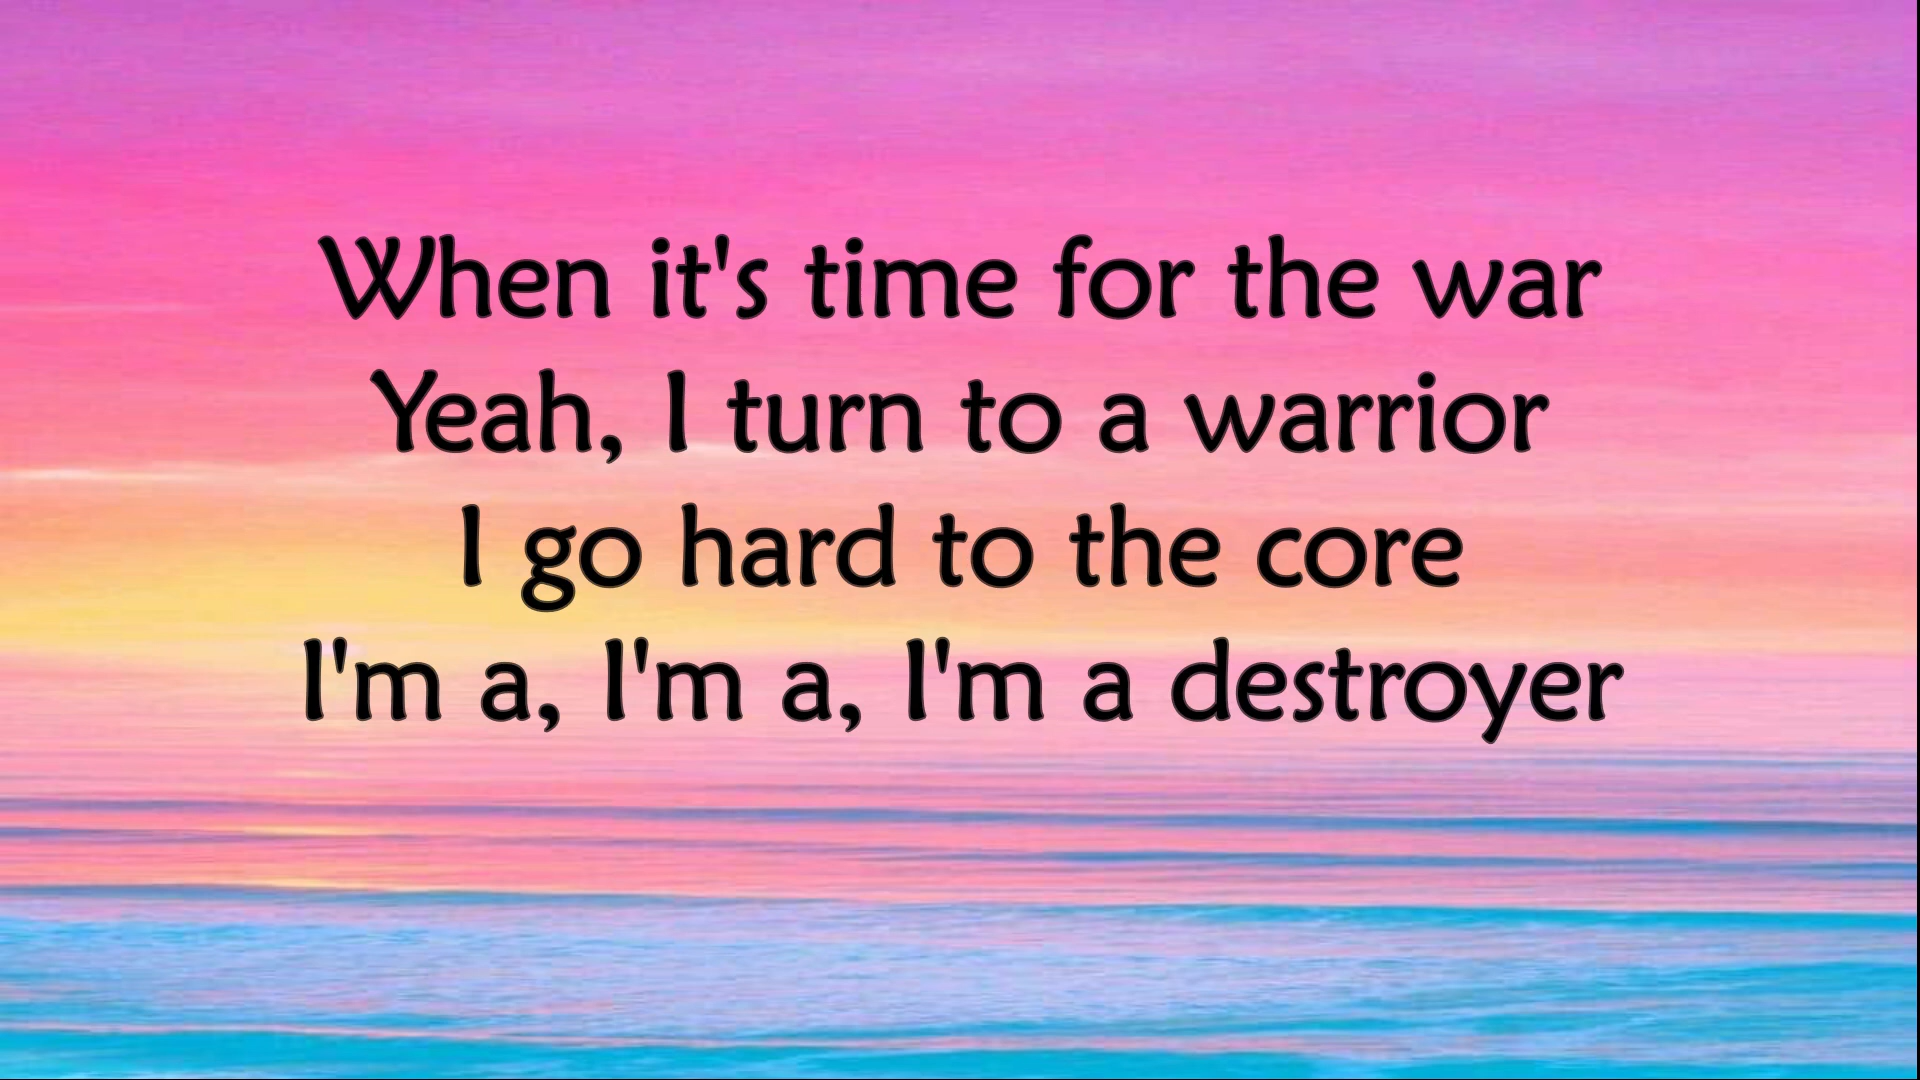 When it's time for the war
Yeah, I turn to a warrior
I go hard to the core
I'm a, I'm a, I'm a destroyer